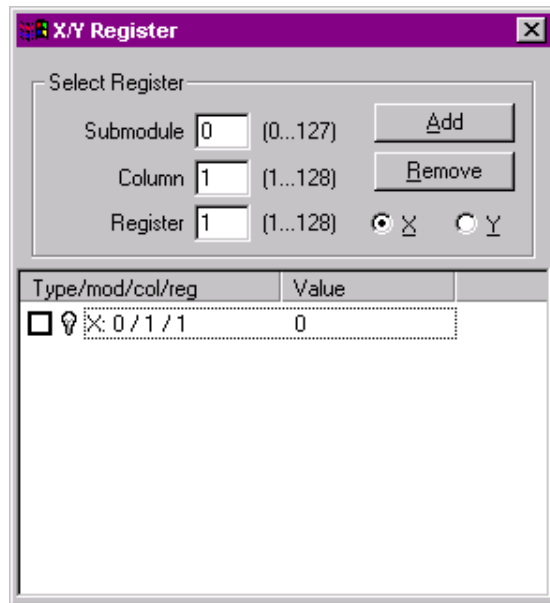 X/Y Register
Select Register
Submodule 0 (0...127) Add
Column 1 (1...128) Remove
Register 1 (1...128) X Y
Type/mod/col/reg Value
X: 0 / 1 / 1 0